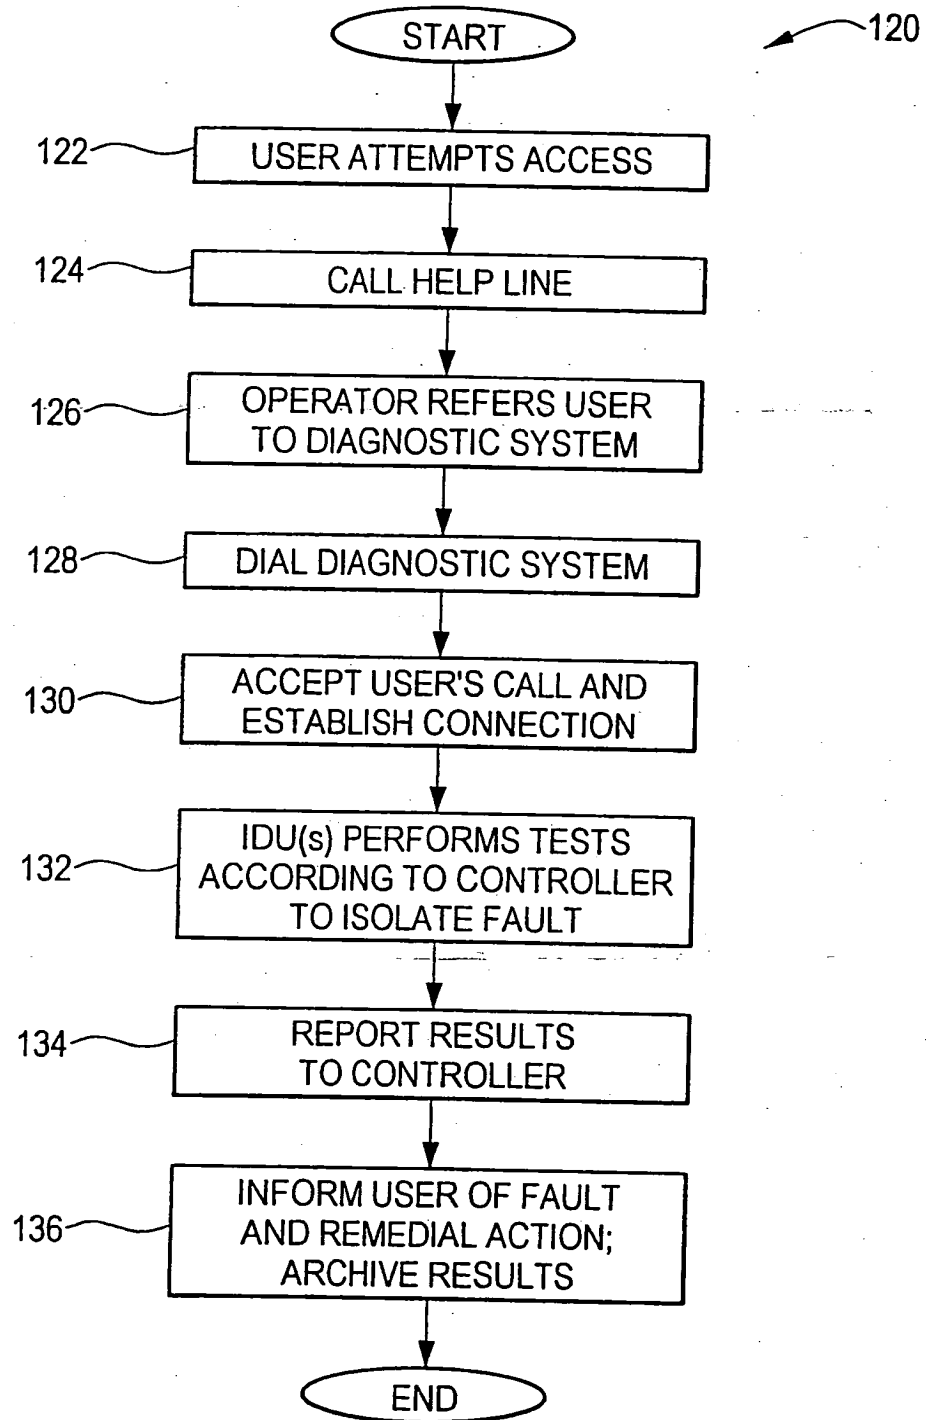 START
120
122
USER ATTEMPTS ACCESS
124
CALL HELP LINE
126
OPERATOR REFERS USER
TO DIAGNOSTIC SYSTEM
128
DIAL DIAGNOSTIC SYSTEM
130
ACCEPT USER'S CALL AND
ESTABLISH CONNECTION
132
IDU(s) PERFORMS TESTS
ACCORDING TO CONTROLLER
TO ISOLATE FAULT
134
REPORT RESULTS
TO CONTROLLER
136
INFORM USER OF FAULT
AND REMEDIAL ACTION;
ARCHIVE RESULTS
END